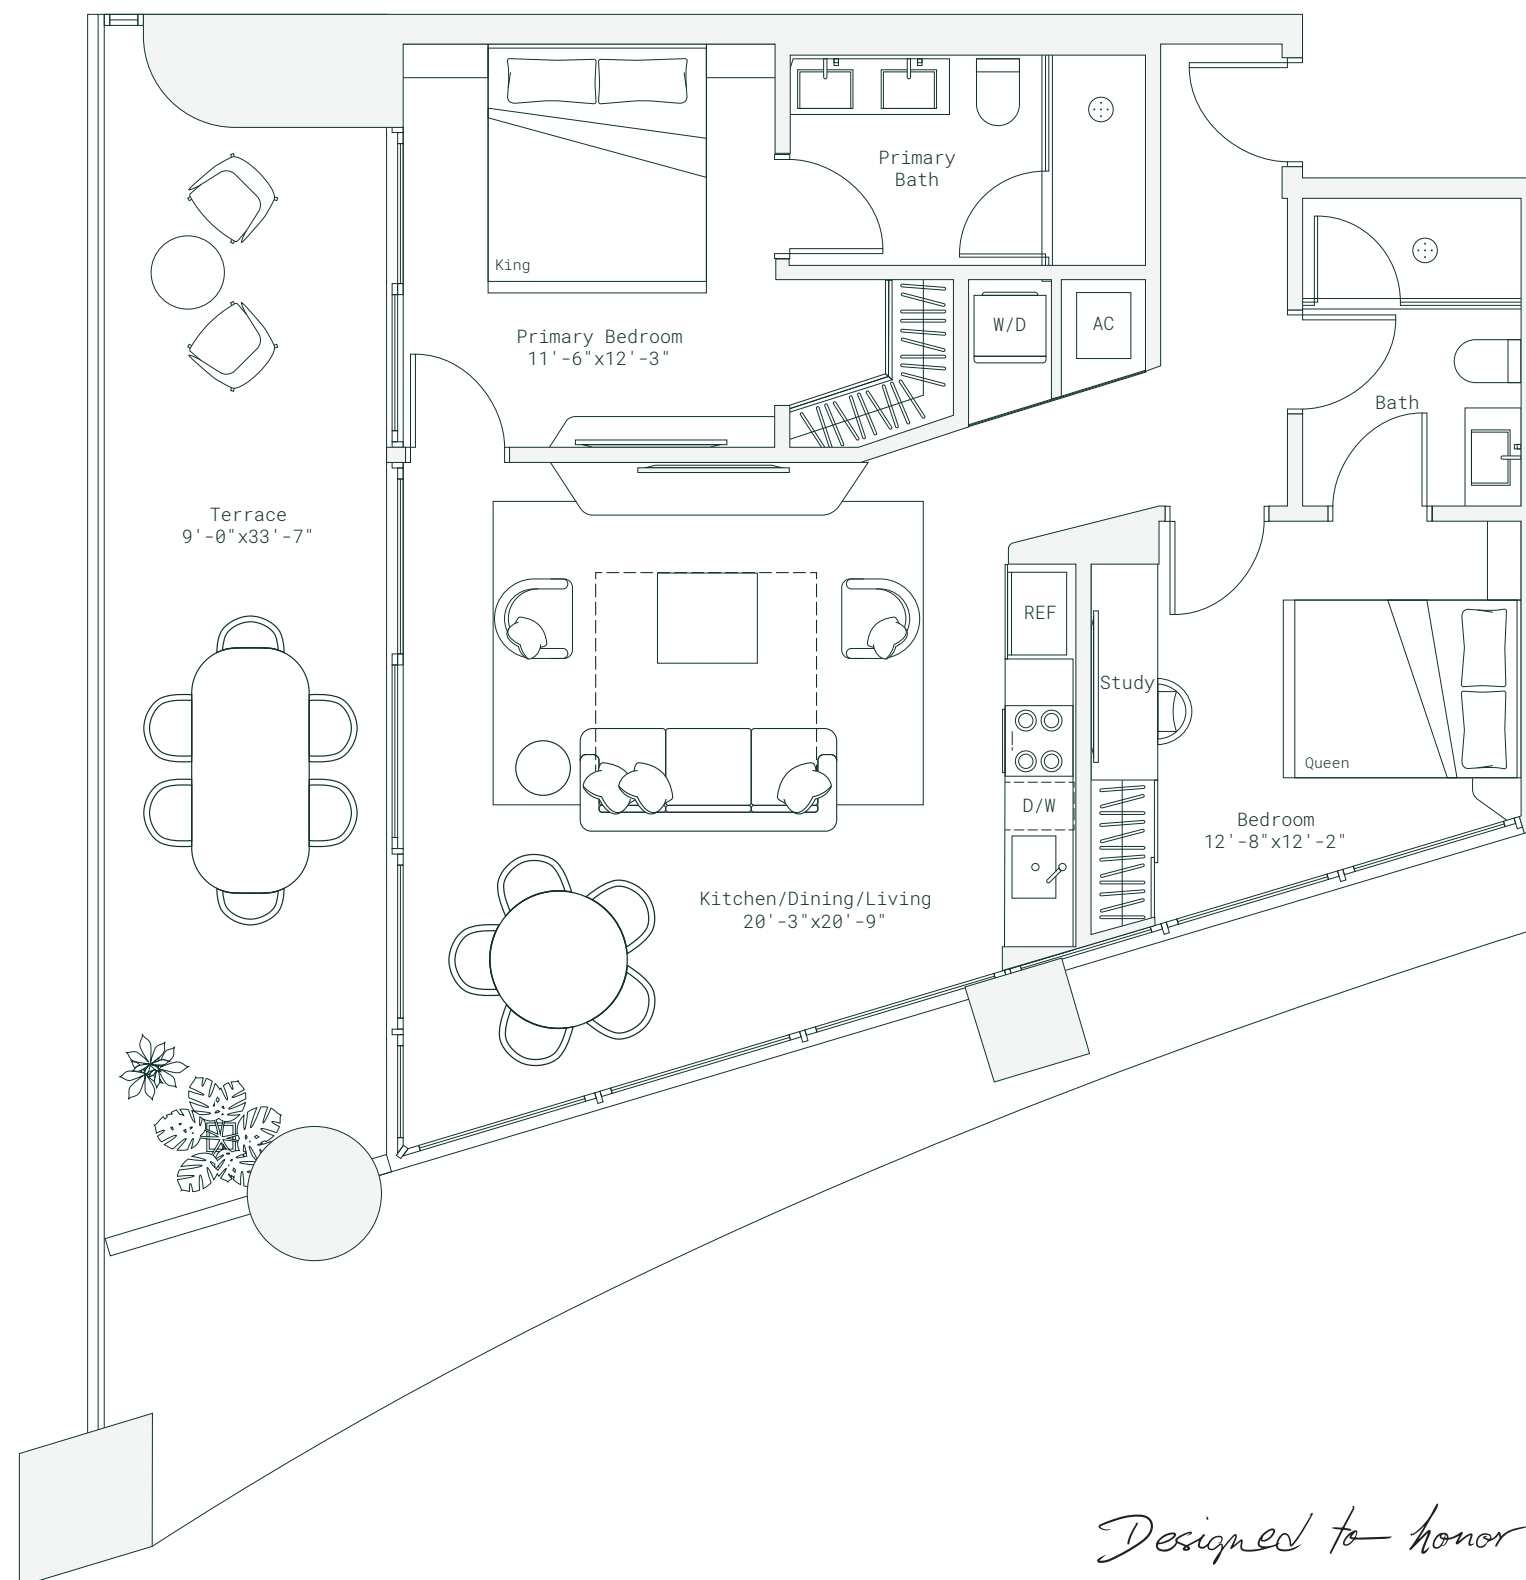 Primary
Bath
King
W/D
AC
Primary Bedroom
11'-6"x12'-3"
Bath
Terrace
9'-0"x33'-7"
REF
Study
Queen
D/W
Bedroom
12'-8"x12'-2"
Kitchen/Dining/Living
20'-3"x20'-9"
Designed to honor